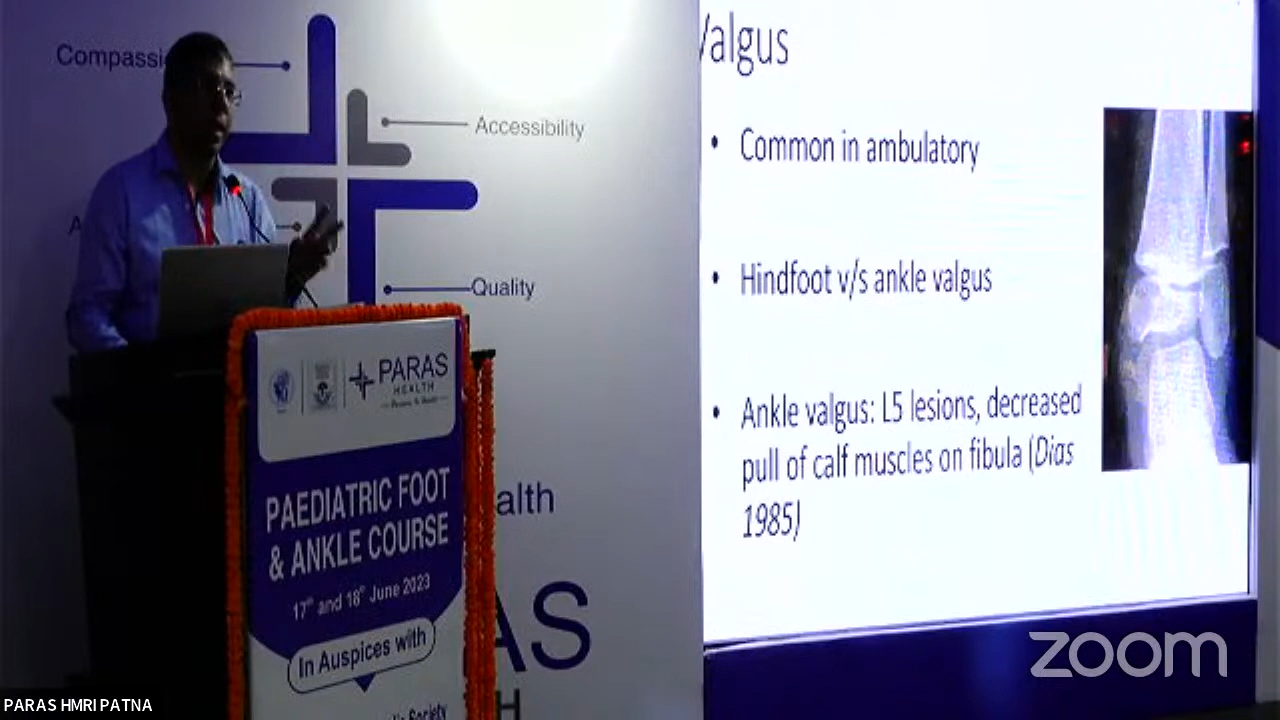 Compassi
Accessibility
A
Quality
alth
AS
H
PARAS
HEALTH
PAEDIATRIC FOOT
& ANKLE COURSE
17th and 18th June 2023
In Auspices with
Society
Valgus
• Common in ambulatory
• Hindfoot v/s ankle valgus
• Ankle valgus: L5 lesions, decreased
pull of calf muscles on fibula (Dias
1985)
zoom
PARAS HMRI PATNA